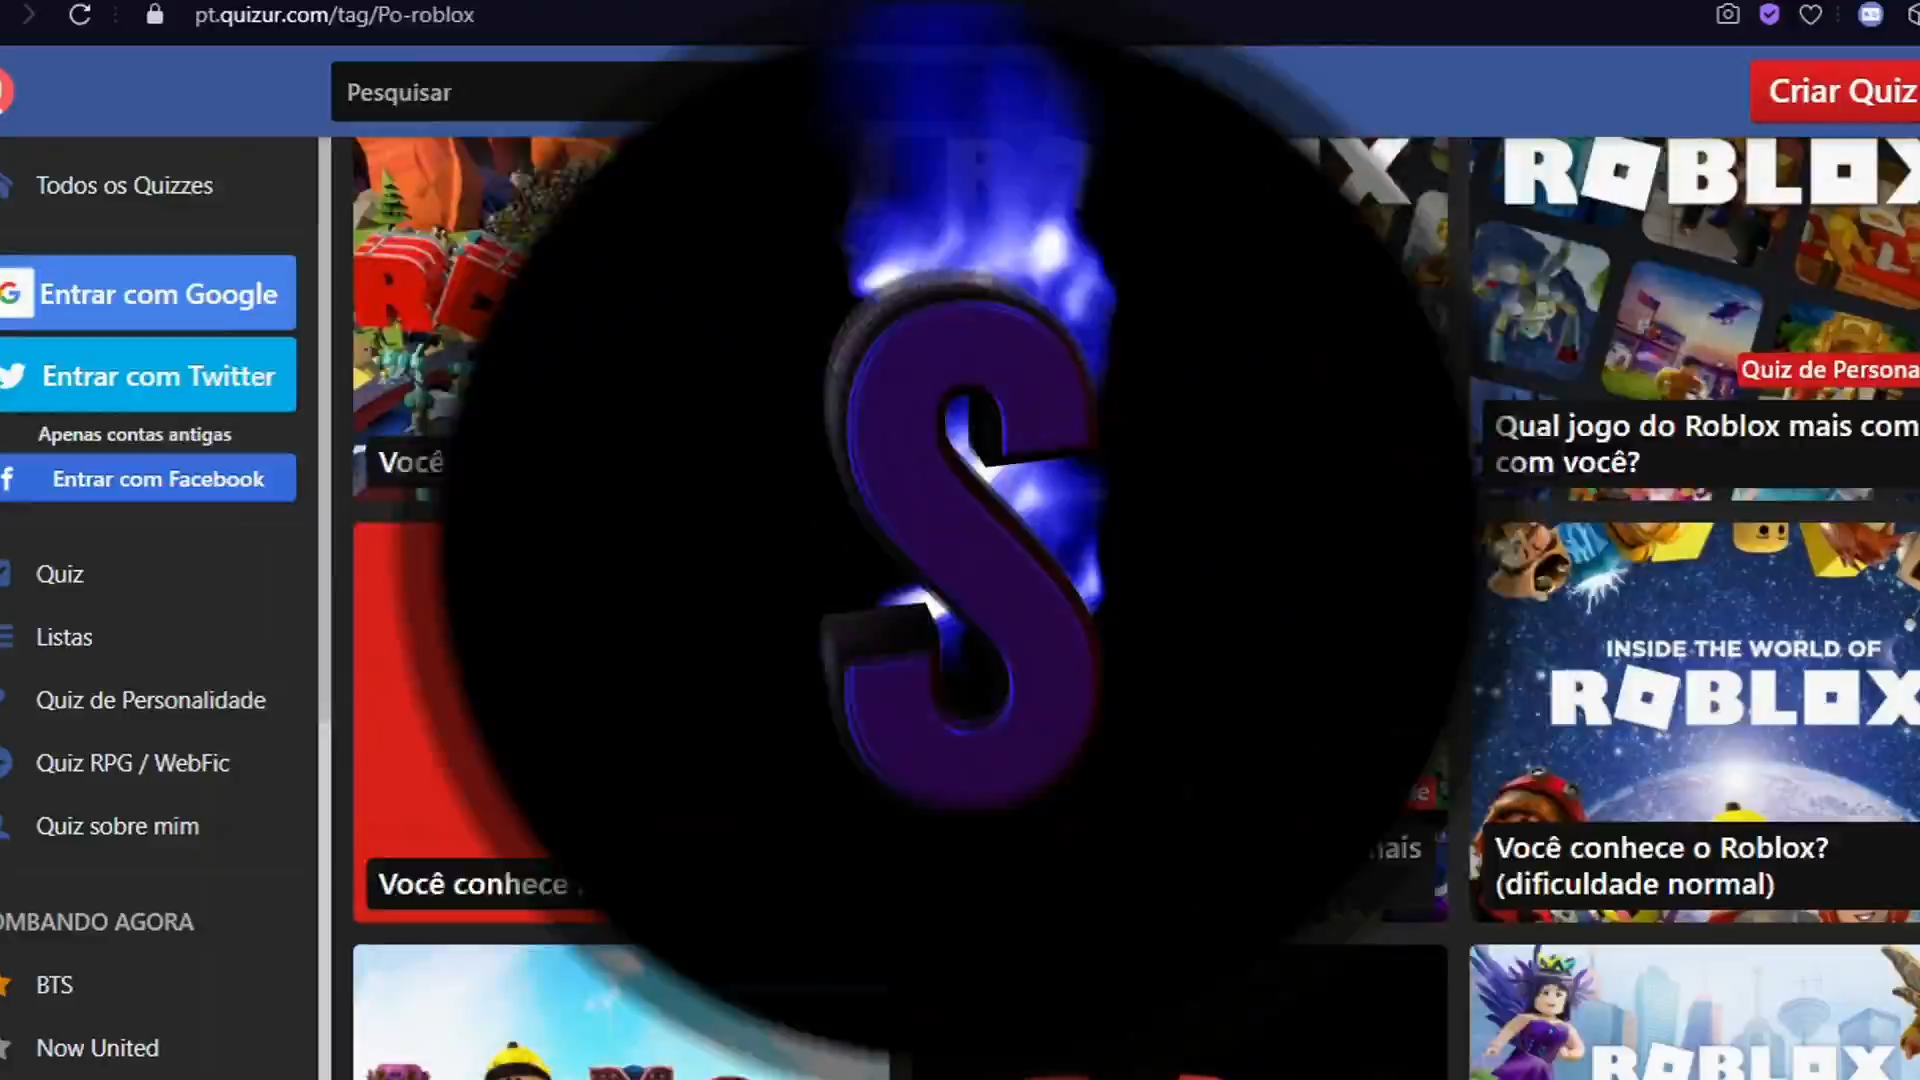 pt.quizur.com/tag/Po-roblox
Pesquisar
Criar Quiz
Todos os Quizzes
Entrar com Google
Entrar com Twitter
Apenas contas antigas
Entrar com Facebook
Quiz
Listas
Quiz de Personalidade
Quiz RPG / WebFic
Quiz sobre mim
OMBANDO AGORA
BTS
Now United
Você
Você conhece
S
ROBLOX
Quiz de Persona
Qual jogo do Roblox mais com
com você?
INSIDE THE WORLD OF
ROBLOX
Você conhece o Roblox?
(dificuldade normal)
ROBLOX